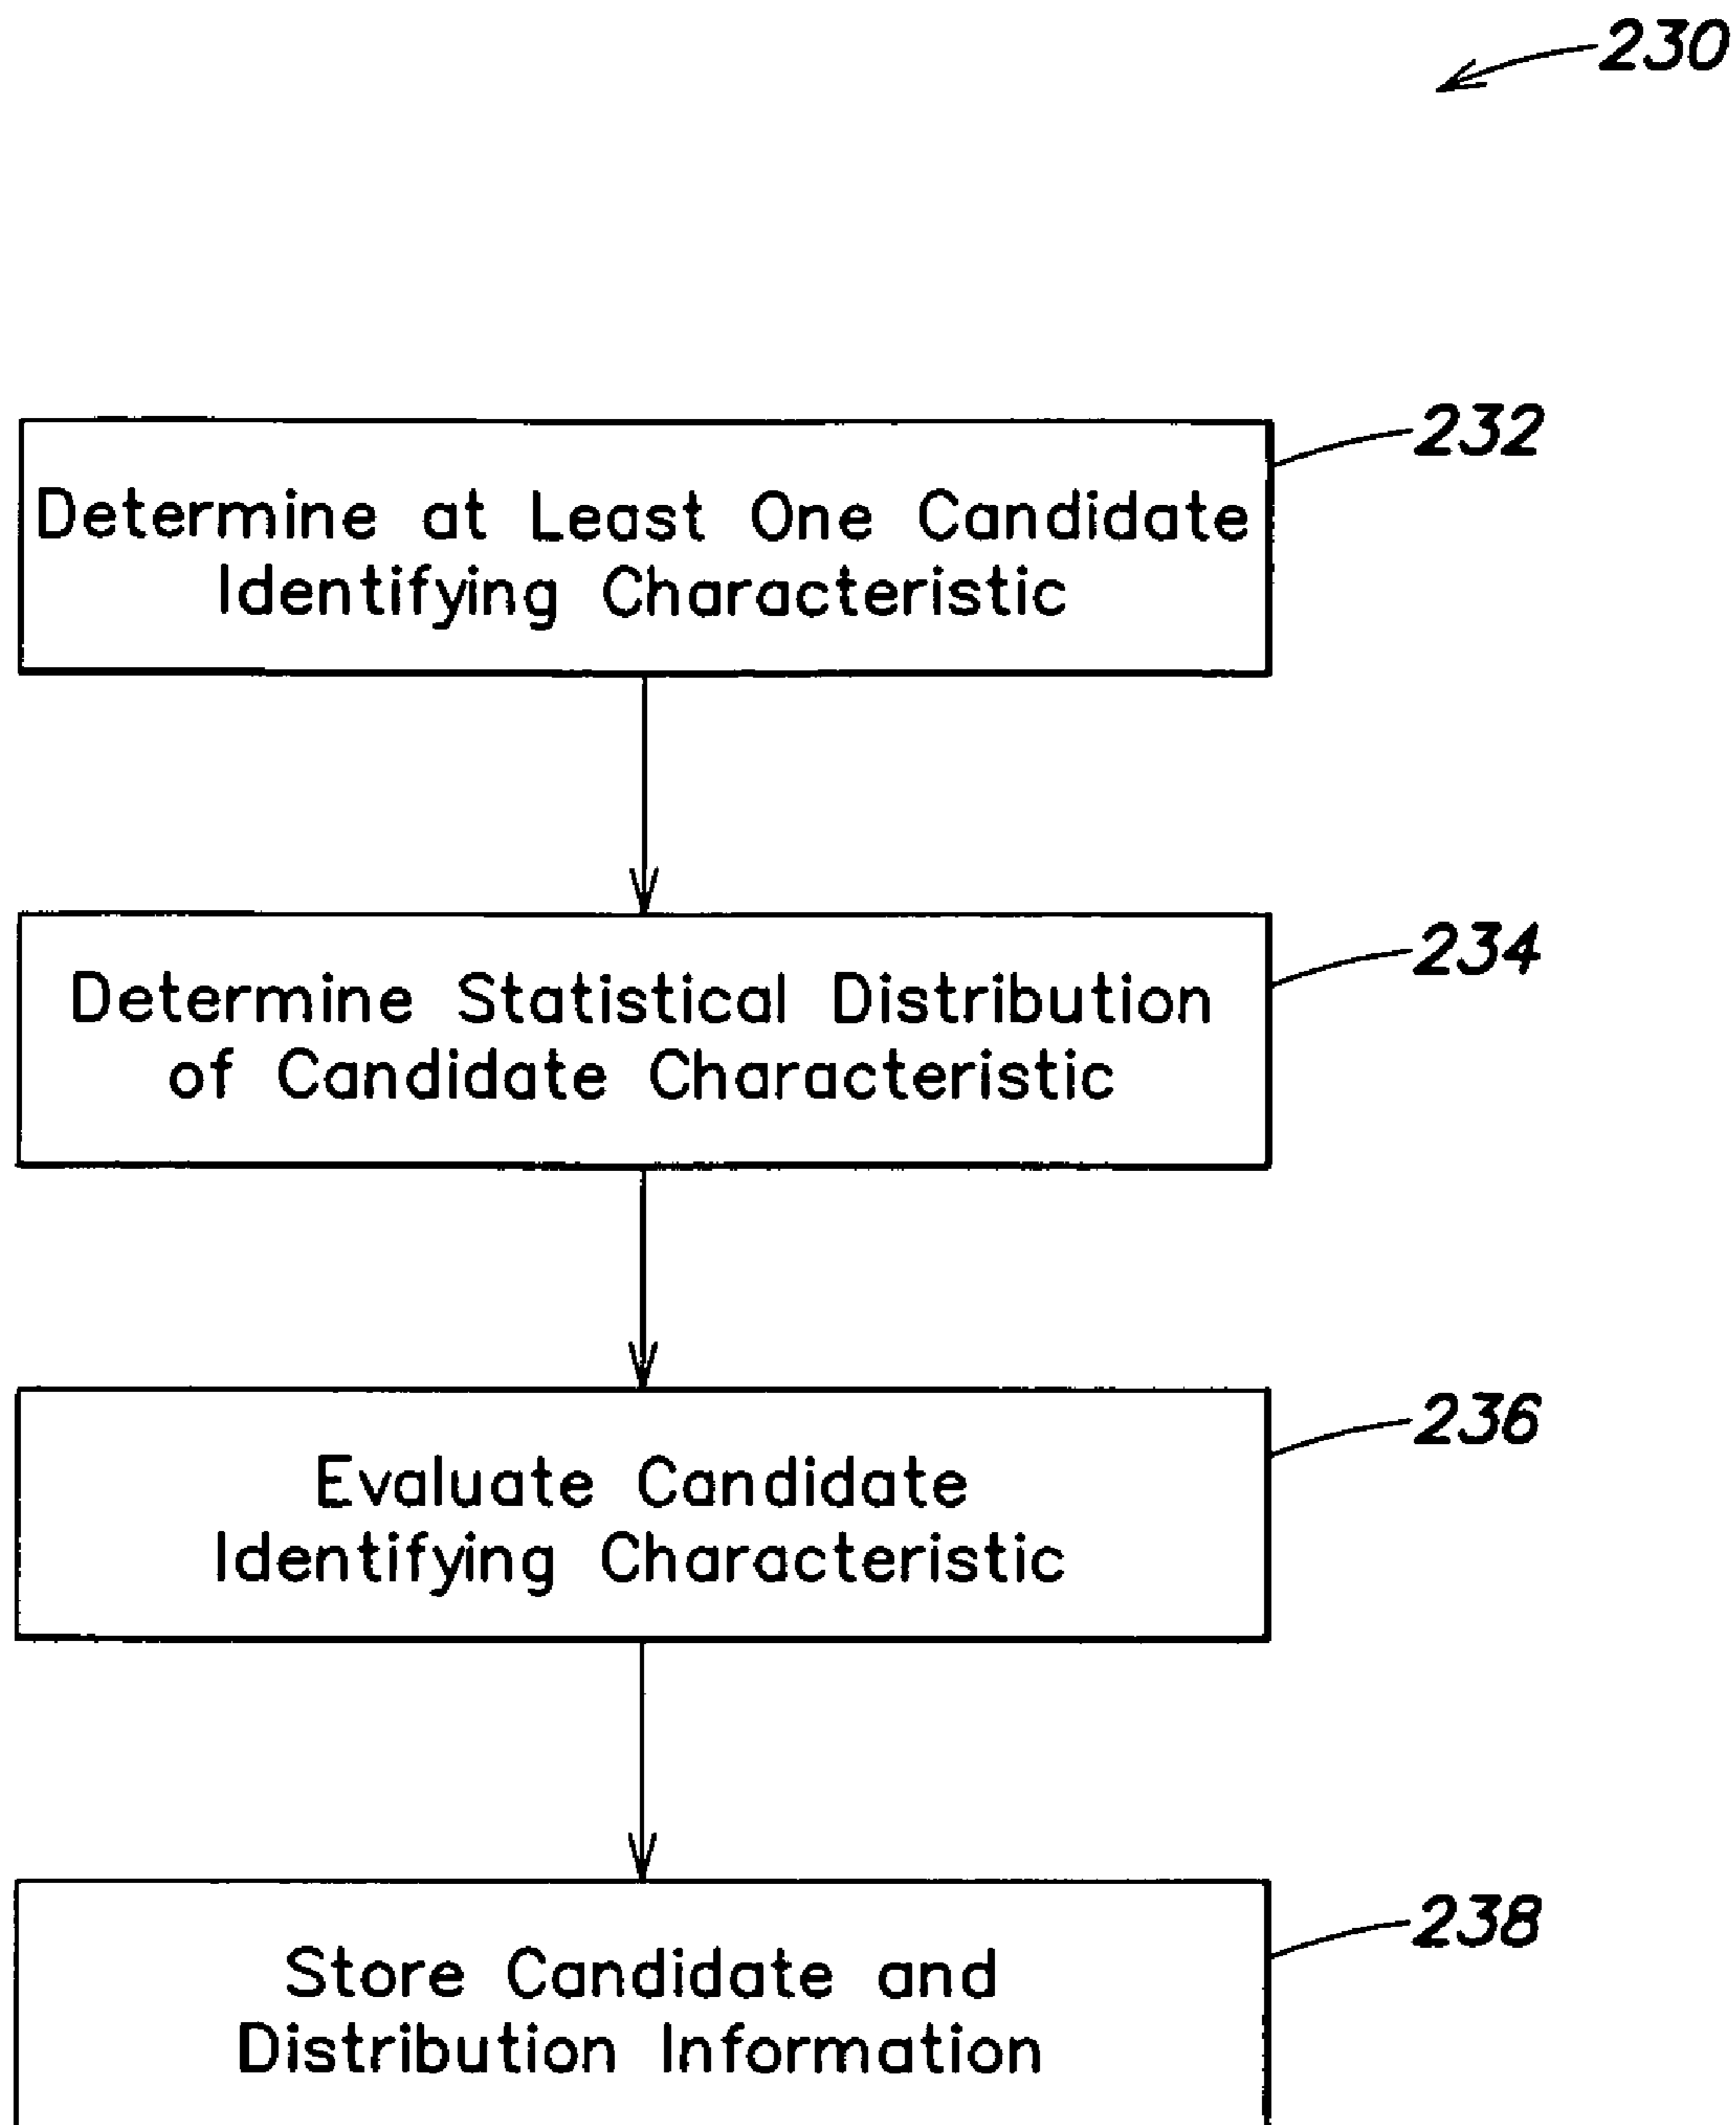 230
232
Determine at Least One Candidate
Identifying Characteristic
234
Determine Statistical Distribution
of Candidate Characteristic
236
Evaluate Candidate
Identifying Characteristic
238
Store Candidate and
Distribution Information